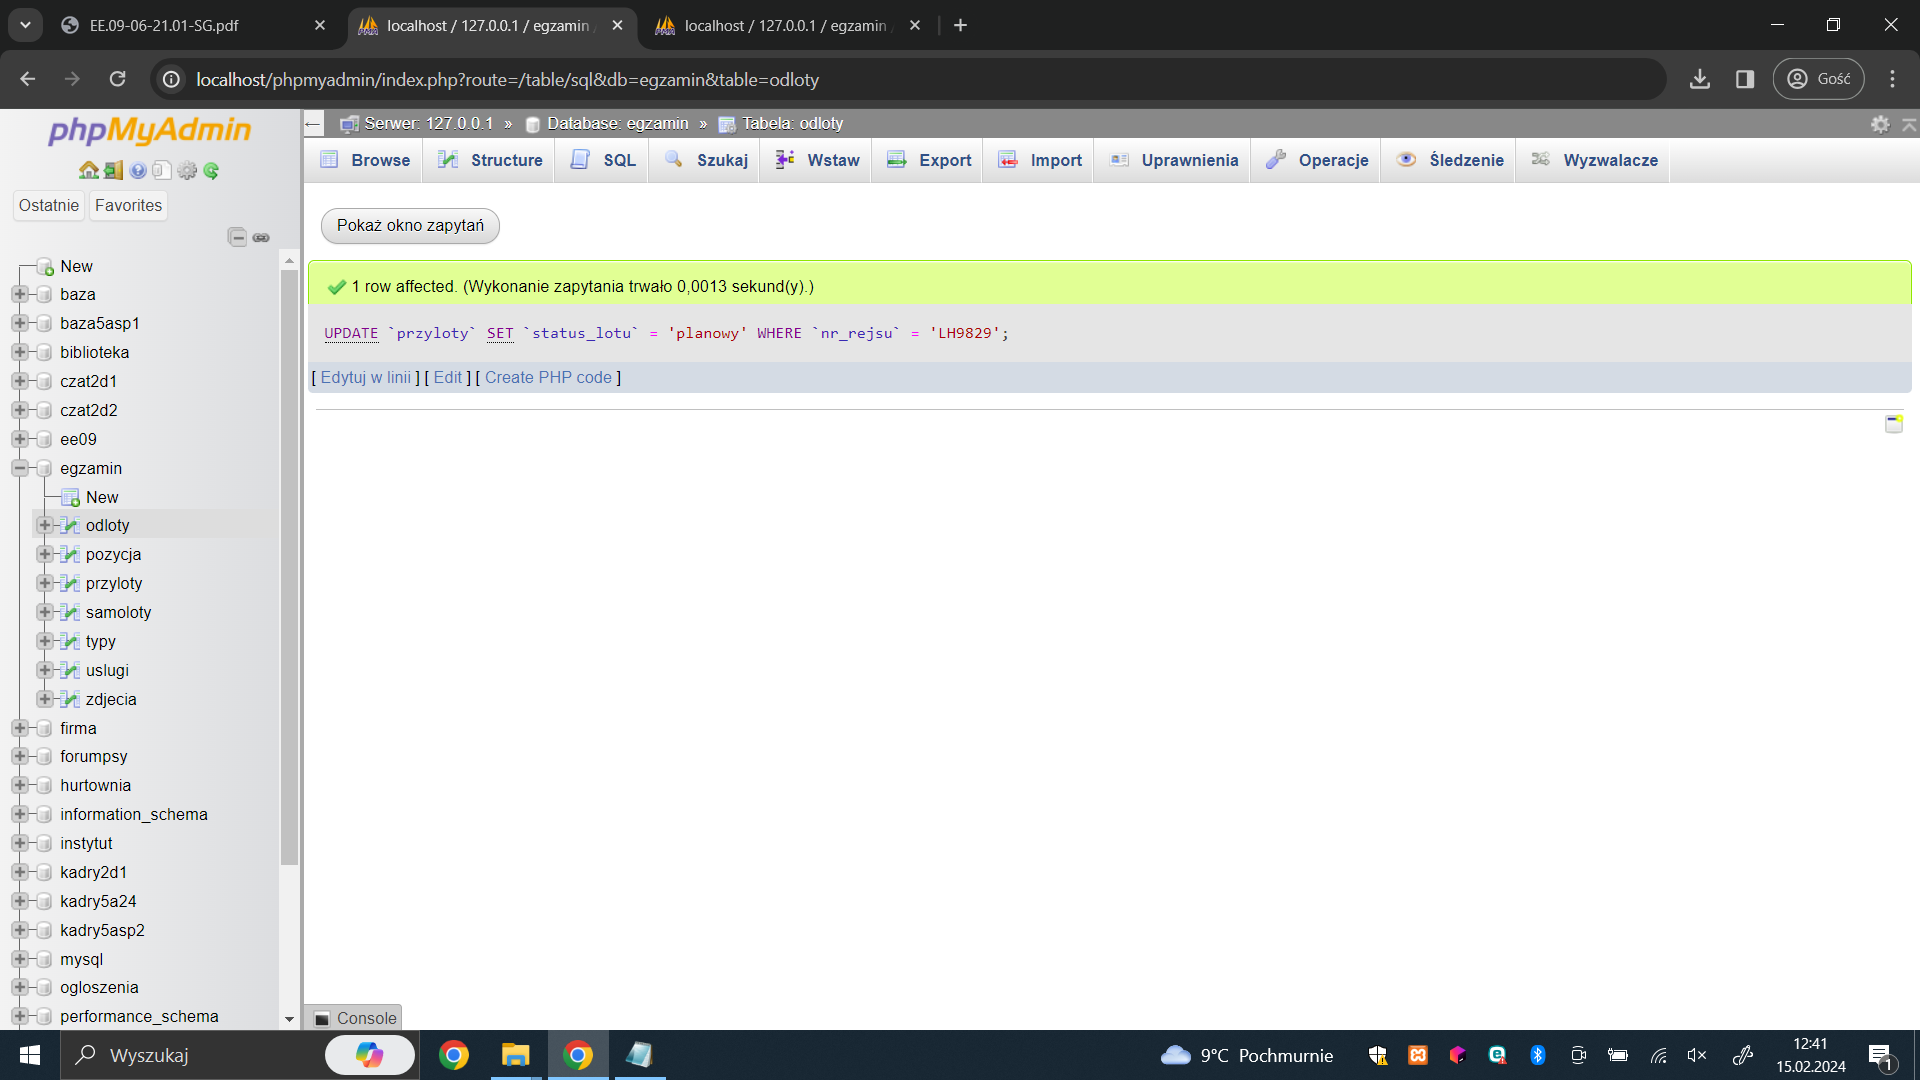 EE.09-06-21.01-SG.pdf
localhost / 127.0.0.1 / egzamin
localhost / 127.0.0.1 / egzamin
localhost/phpmyadmin/index.php?route=/table/sql&db=egzamin&table=odloty
Gość
phpMyAdmin
Ostatnie
Favorites
New
baza
baza5asp1
biblioteka
czat2d1
czat2d2
ee09
egzamin
New
odloty
pozycja
przyloty
samoloty
typy
uslugi
zdjecia
firma
forumpsy
hurtownia
information_schema
instytut
kadry2d1
kadry5a24
kadry5asp2
mysql
ogloszenia
performance_schema
Serwer: 127.0.0.1 » Database: egzamin » Tabela: odloty
Browse Structure SQL Szukaj Wstaw Export Import Uprawnienia Operacje Śledzenie Wyzwalacze
Pokaż okno zapytań
1 row affected. (Wykonanie zapytania trwało 0,0013 sekund(y).)
UPDATE `przyloty` SET `status_lotu` = 'planowy' WHERE `nr_rejsu` = 'LH9829';
[ Edytuj w linii ] [ Edit ] [ Create PHP code ]
Console
Wyszukaj
9°C Pochmurnie
12:41
15.02.2024
1